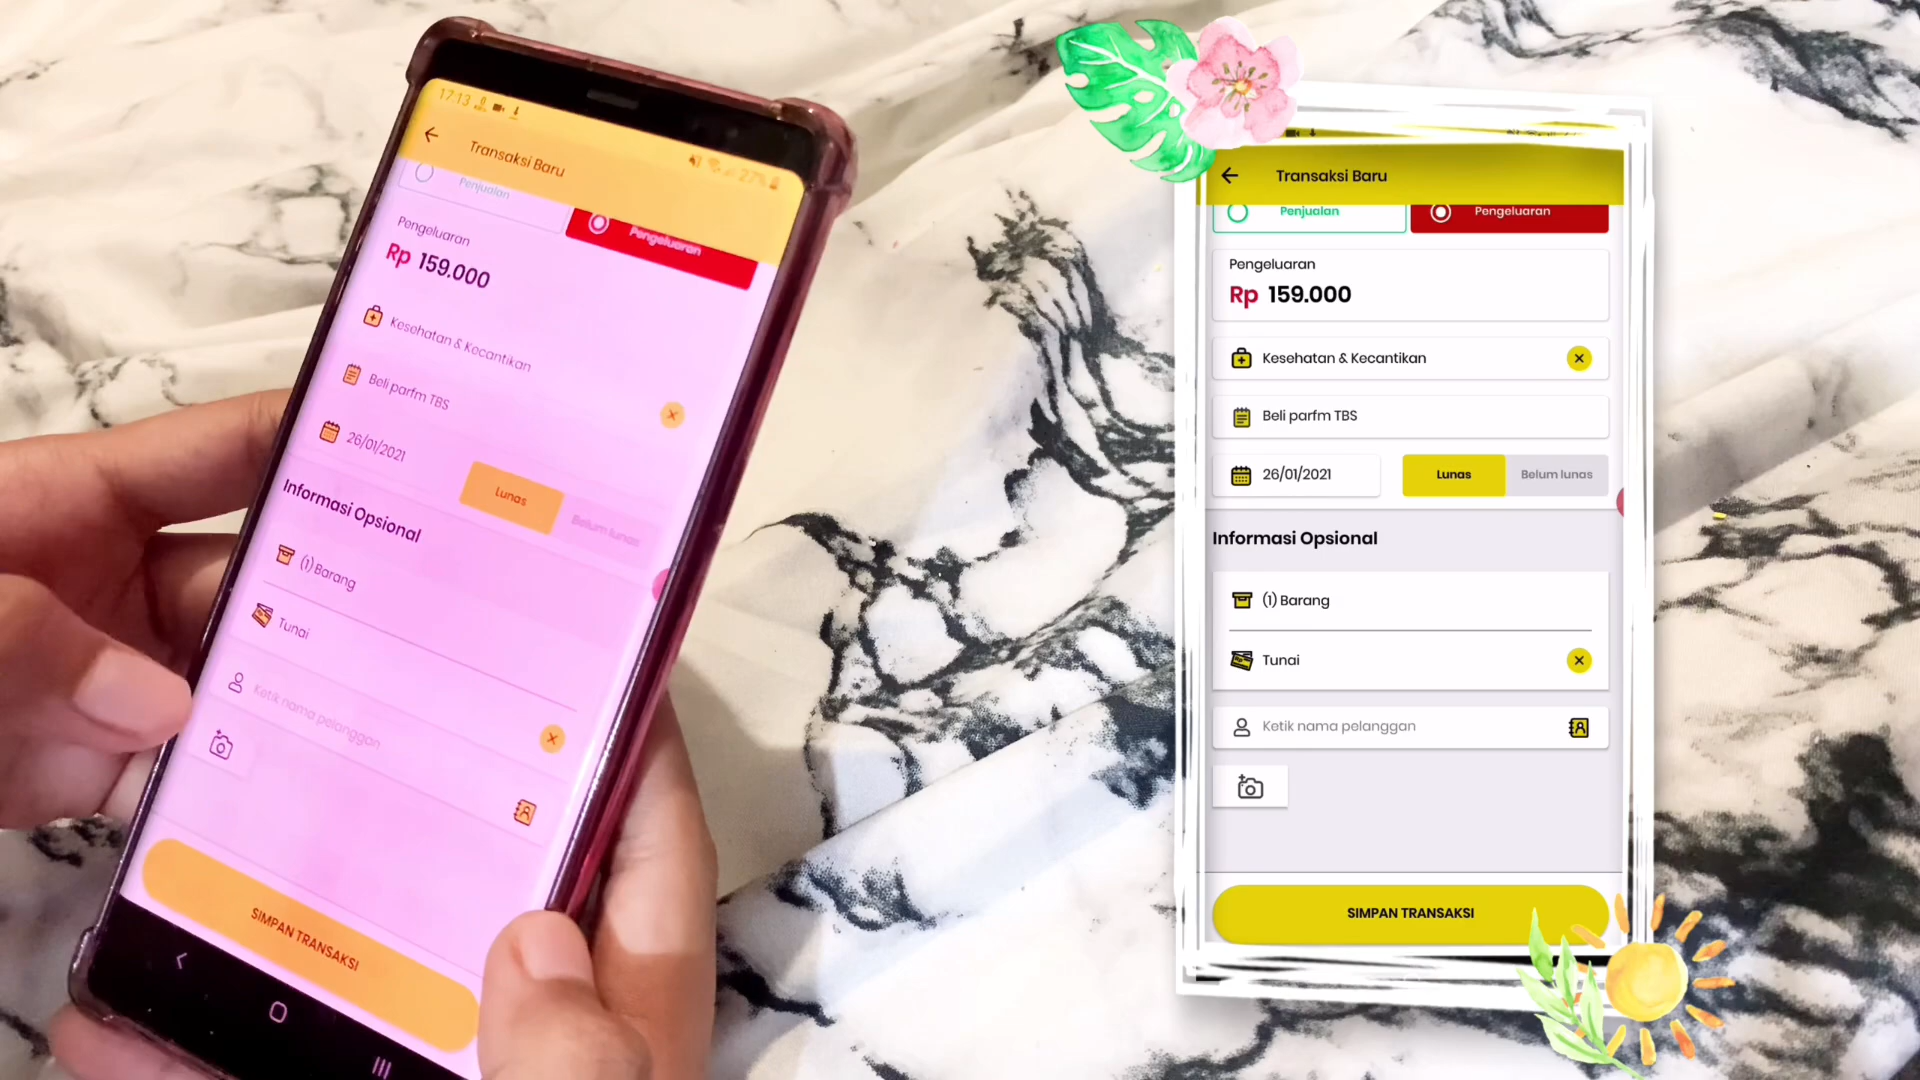 17:13
27%
Transaksi Baru
Penjualan
Pengeluaran
Pengeluaran
Rp 159.000
Kesehatan & Kecantikan
Beli parfm TBS
26/01/2021
Lunas
Belum lunas
Informasi Opsional
(1) Barang
Tunai
Ketik nama pelanggan
SIMPAN TRANSAKSI
Transaksi Baru
Penjualan
Pengeluaran
Pengeluaran
Rp 159.000
Kesehatan & Kecantikan
Beli parfm TBS
26/01/2021
Lunas
Belum lunas
Informasi Opsional
(1) Barang
Tunai
Ketik nama pelanggan
SIMPAN TRANSAKSI